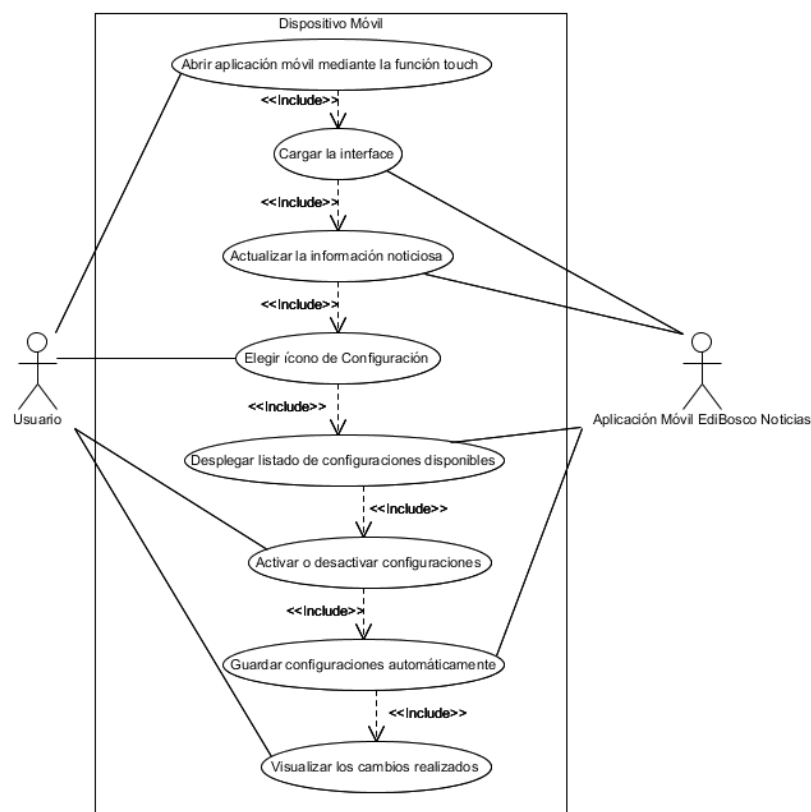 Dispositivo Móvil
Abrir aplicación móvil mediante la función touch
<<Include>>
Cargar la interface
<<Include>>
Actualizar la información noticiosa
<<Include>>
Elegir ícono de Configuración
Usuario
<<Include>>
Aplicación Móvil EdiBosco Noticias
Desplegar listado de configuraciones disponibles
<<Include>>
Activar o desactivar configuraciones
<<Include>>
Guardar configuraciones automáticamente
<<Include>>
Visualizar los cambios realizados